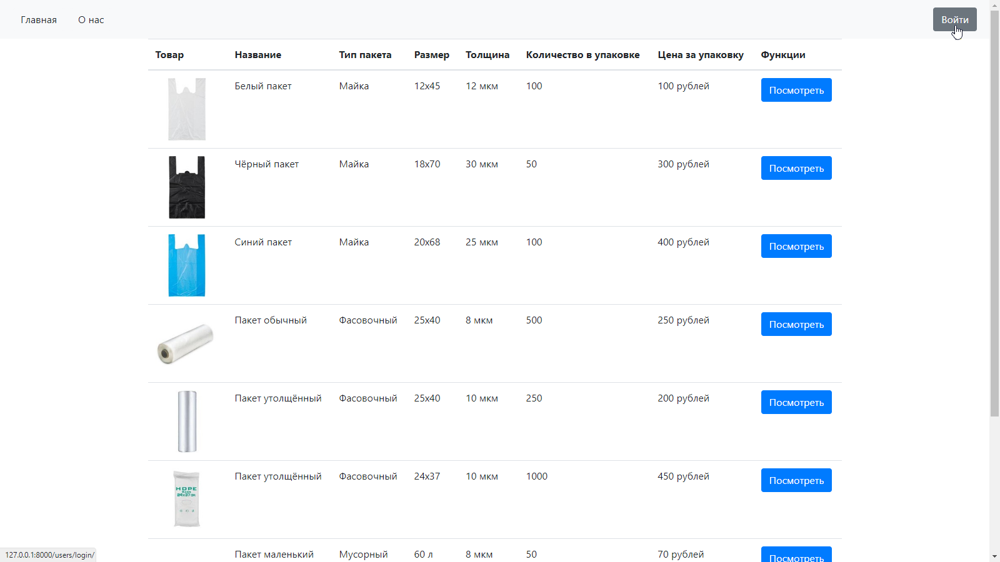 Главная О нас Войти
Товар Название Тип пакета Размер Толщина Количество в упаковке Цена за упаковку Функции
Белый пакет Майка 12x45 12 мкм 100 100 рублей Посмотреть
Чёрный пакет Майка 18x70 30 мкм 50 300 рублей Посмотреть
Синий пакет Майка 20x68 25 мкм 100 400 рублей Посмотреть
Пакет обычный Фасовочный 25x40 8 мкм 500 250 рублей Посмотреть
Пакет утолщённый Фасовочный 25x40 10 мкм 250 200 рублей Посмотреть
Пакет утолщённый Фасовочный 24x37 10 мкм 1000 450 рублей Посмотреть
HDPE
BAGS
24x37 CM
Пакет маленький Мусорный 60 л 8 мкм 50 70 рублей Посмотреть
127.0.0.1:8000/users/login/